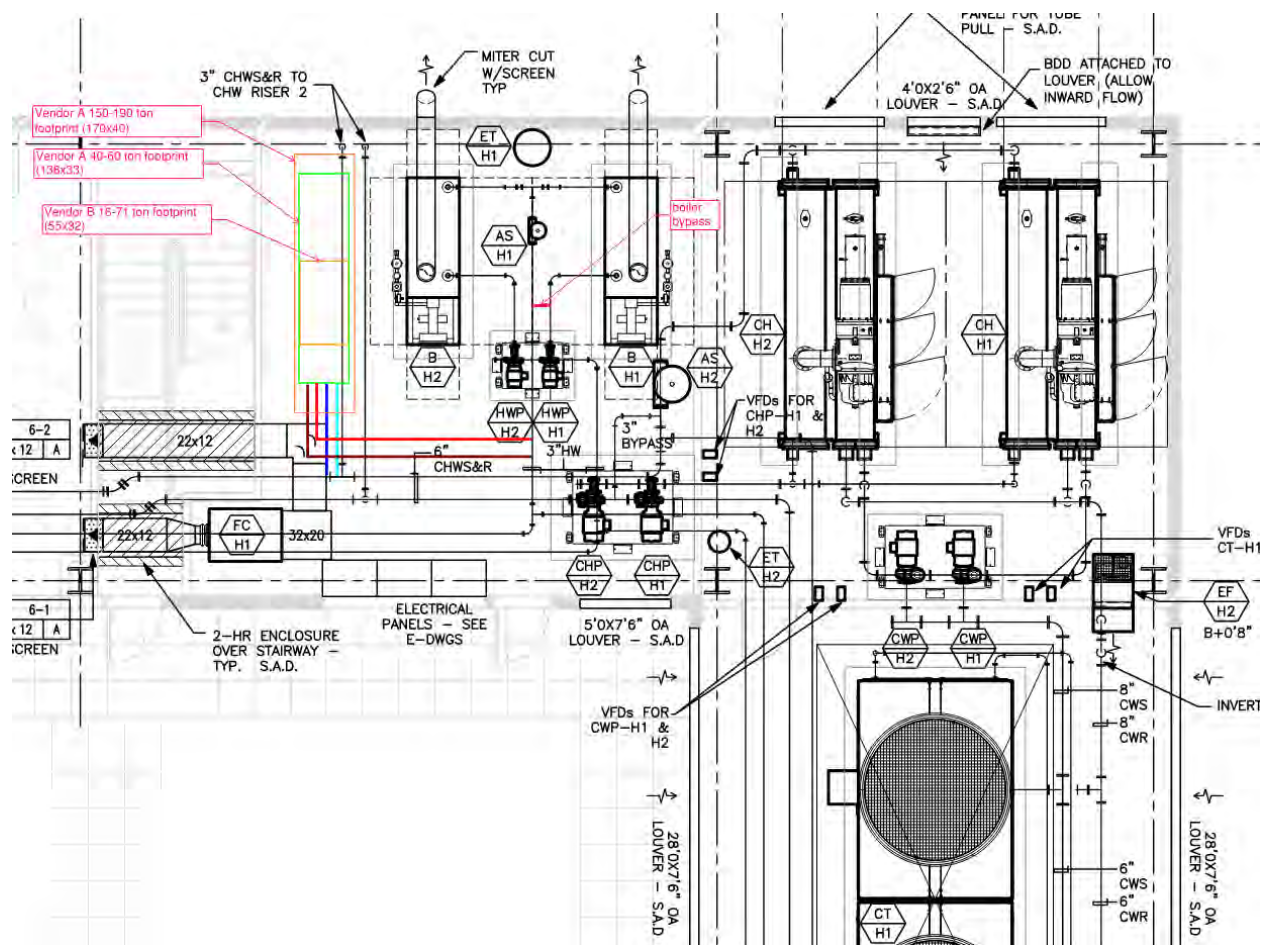 PANEL FOR TUBE
PULL – S.A.D.
MITER CUT
W/SCREEN
TYP
3" CHWS&R TO
CHW RISER 2
BDD ATTACHED TO
LOUVER (ALLOW
INWARD FLOW)
4'0X2'6" OA
LOUVER – S.A.D
Vendor A 150-190 ton
footprint (170x40)
Vendor A 40-60 ton footprint
(138x33)
Vendor B 16-71 ton footprint
(55x32)
ET
H1
boiler
bypass
AS
H1
CH
H2
CH
H1
B
H2
B
H1
AS
H2
HWP
H2
HWP
H1
VFDs FOR
CHP–H1 &
H2
3"
BYPASS
3"HW
6"
CHWS&R
6-2
x 12
A
SCREEN
22x12
22x12
FC
H1
32x20
CHP
H2
CHP
H1
ET
H2
VFDs
CT–H1
EF
H2
B+0'8"
6-1
x 12
A
SCREEN
2–HR ENCLOSURE
OVER STAIRWAY –
TYP. S.A.D.
ELECTRICAL
PANELS – SEE
E–DWGS
5'0X7'6" OA
LOUVER – S.A.D
CWP
H2
CWP
H1
VFDs FOR
CWP–H1 &
H2
8"
CWS
8"
CWR
INVERT
28'0X7'6" OA
LOUVER – S.A.D
28'0X7'6" OA
LOUVER – S.A.D
6"
CWS
6"
CWR
CT
H1